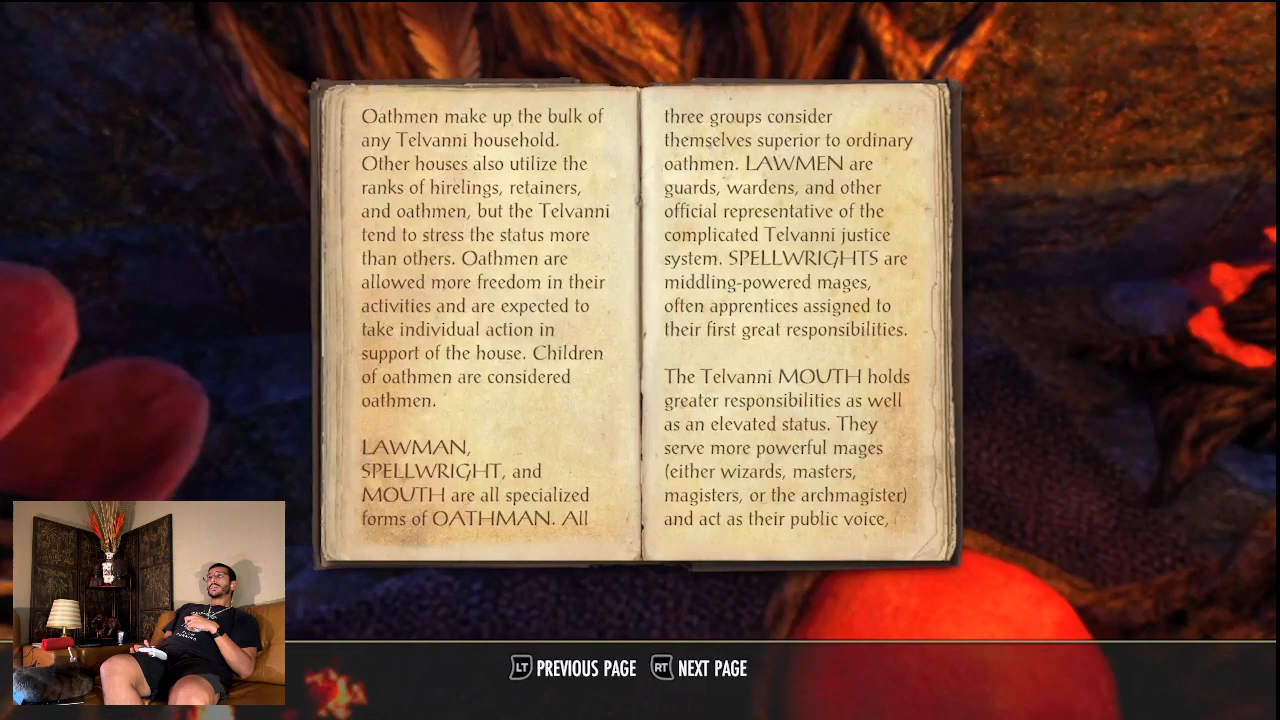 Oathmen make up the bulk of
any Telvanni household.
Other houses also utilize the
ranks of hirelings, retainers,
and oathmen, but the Telvanni
tend to stress the status more
than others. Oathmen are
allowed more freedom in their
activities and are expected to
take individual action in
support of the house. Children
of oathmen are considered
oathmen.
LAWMAN,
SPELLWRIGHT, and
MOUTH are all specialized
forms of OATHMAN. All
three groups consider
themselves superior to ordinary
oathmen. LAWMEN are
guards, wardens, and other
official representative of the
complicated Telvanni justice
system. SPELLWRIGHTS are
middling-powered mages,
often apprentices assigned to
their first great responsibilities.
The Telvanni MOUTH holds
greater responsibilities as well
as an elevated status. They
serve more powerful mages
(either wizards, masters,
magisters, or the archmagister)
and act as their public voice,
LT PREVIOUS PAGE RT NEXT PAGE